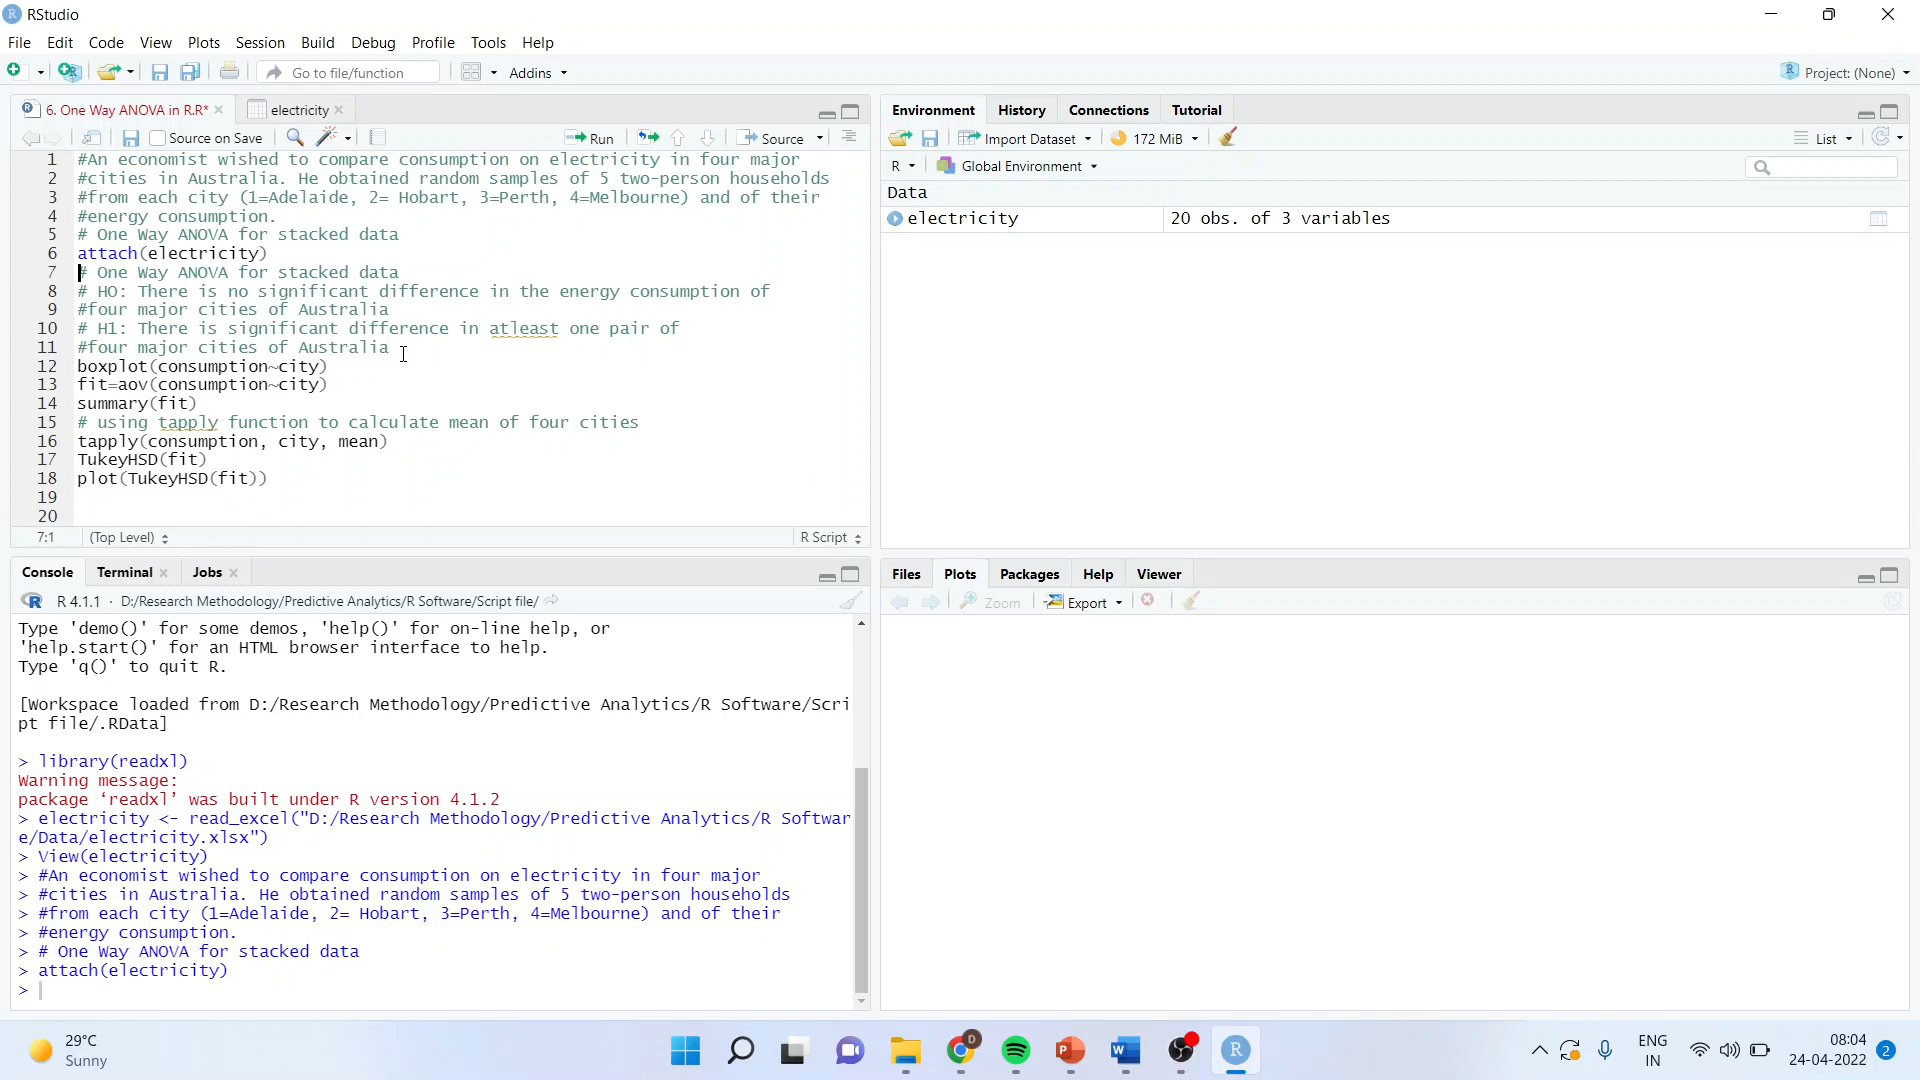 RStudio
File Edit Code View Plots Session Build Debug Profile Tools Help
Go to file/function Addins Project: (None)
6. One Way ANOVA in R.R* electricity
Source on Save Run Source
1 #An economist wished to compare consumption on electricity in four major
2 #cities in Australia. He obtained random samples of 5 two-person households
3 #from each city (1=Adelaide, 2= Hobart, 3=Perth, 4=Melbourne) and of their
4 #energy consumption.
5 # One Way ANOVA for stacked data
6 attach(electricity)
7 # One Way ANOVA for stacked data
8 # HO: There is no significant difference in the energy consumption of
9 #four major cities of Australia
10 # H1: There is significant difference in atleast one pair of
11 #four major cities of Australia
12 boxplot(consumption~city)
13 fit=aov(consumption~city)
14 summary(fit)
15 # using tapply function to calculate mean of four cities
16 tapply(consumption, city, mean)
17 TukeyHSD(fit)
18 plot(TukeyHSD(fit))
19
20
7:1 (Top Level) R Script
Console Terminal Jobs
R 4.1.1 · D:/Research Methodology/Predictive Analytics/R Software/Script file/
Type 'demo()' for some demos, 'help()' for on-line help, or
'help.start()' for an HTML browser interface to help.
Type 'q()' to quit R.
[Workspace loaded from D:/Research Methodology/Predictive Analytics/R Software/Scri
pt file/.RData]
> library(readxl)
Warning message:
package ‘readxl’ was built under R version 4.1.2
> electricity <- read_excel("D:/Research Methodology/Predictive Analytics/R Softwar
e/Data/electricity.xlsx")
> View(electricity)
> #An economist wished to compare consumption on electricity in four major
> #cities in Australia. He obtained random samples of 5 two-person households
> #from each city (1=Adelaide, 2= Hobart, 3=Perth, 4=Melbourne) and of their
> #energy consumption.
> # One Way ANOVA for stacked data
> attach(electricity)
>
Environment History Connections Tutorial
Import Dataset 172 MiB List
R Global Environment
Data
electricity 20 obs. of 3 variables
Files Plots Packages Help Viewer
Zoom Export
29°C
Sunny
ENG
IN
08:04
24-04-2022
2